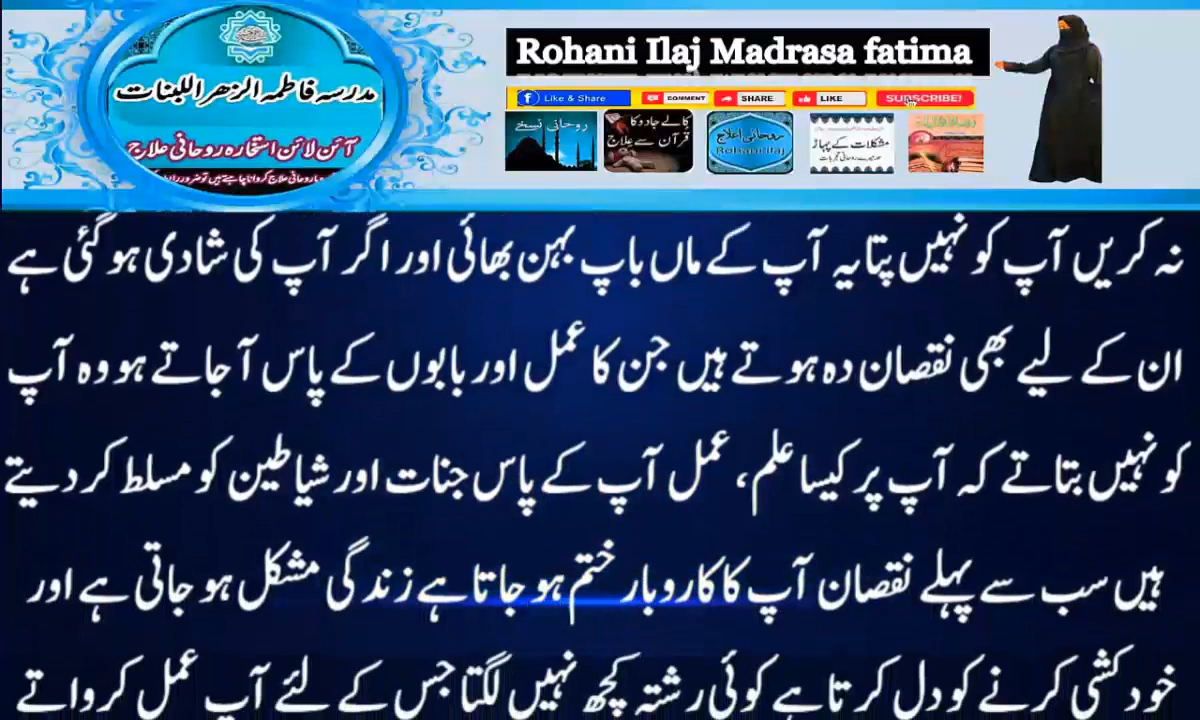 مدرسہ فاطمہ الزھرا للبنات
آئن لائن استخارہ روحانی علاج
Rohani Ilaj Madrasa fatima
Like & Share
COMMENT
SHARE
LIKE
SUBSCRIBE!
روحانی نسخے
کالے جادو کا
قرآن سے علاج
روحانی علاج
Rohani Ilaj
مشکلات کے پہاڑ
نہ کریں آپ کو نہیں پتا یہ آپ کے ماں باپ بہن بھائی اور اگر آپ کی شادی ہو گئی ہے
ان کے لیے بھی نقصان دہ ہوتے ہیں جن کا عمل اور بابوں کے پاس آ جاتے ہو وہ آپ
کو نہیں بتاتے کہ آپ پر کیسا علم، عمل آپ کے پاس جنات اور شیاطین کو مسلط کر دیتے
ہیں سب سے پہلے نقصان آپ کا کاروبار ختم ہو جاتا ہے زندگی مشکل ہو جاتی ہے اور
خودکشی کرنے کو دل کرتا ہے کوئی رشتہ کچھ نہیں لگتا جس کے لئے آپ عمل کرواتے